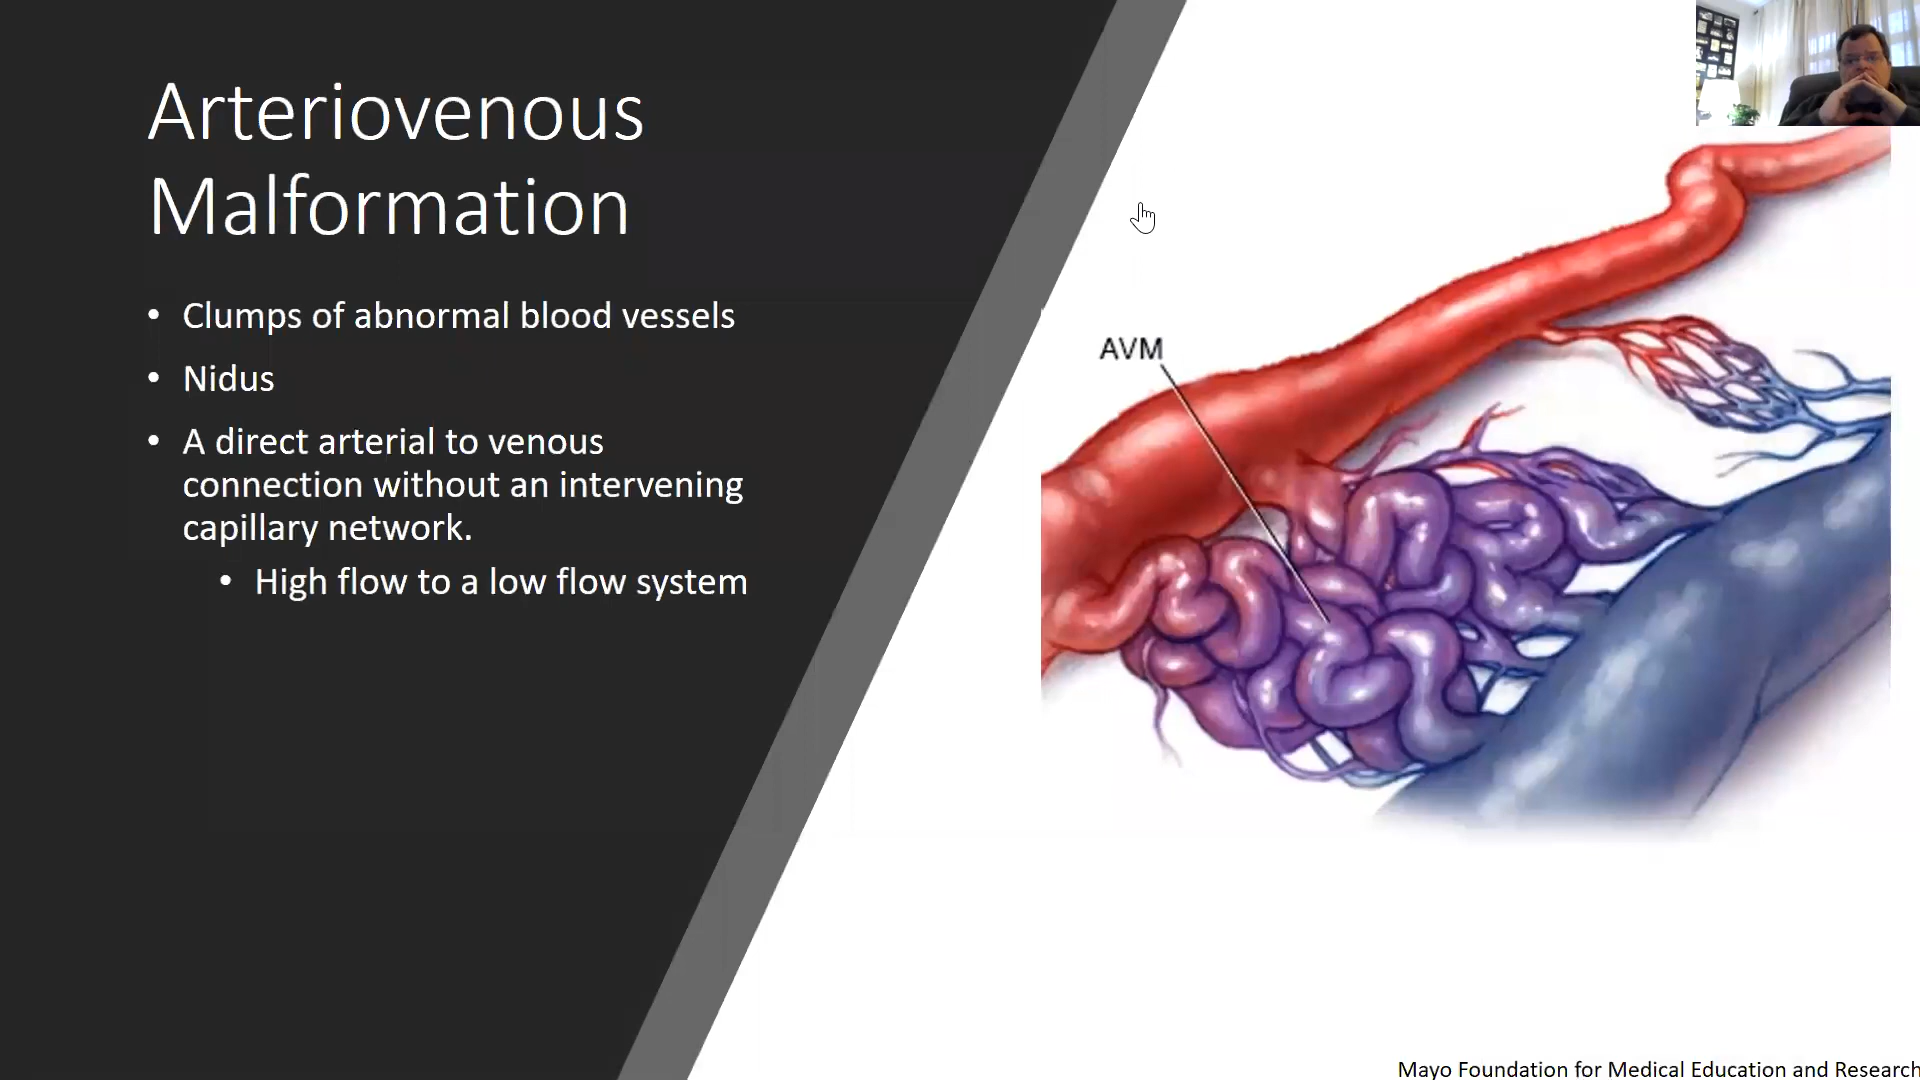 Arteriovenous
Malformation
• Clumps of abnormal blood vessels
• Nidus
• A direct arterial to venous
connection without an intervening
capillary network.
• High flow to a low flow system
AVM
Mayo Foundation for Medical Education and Research